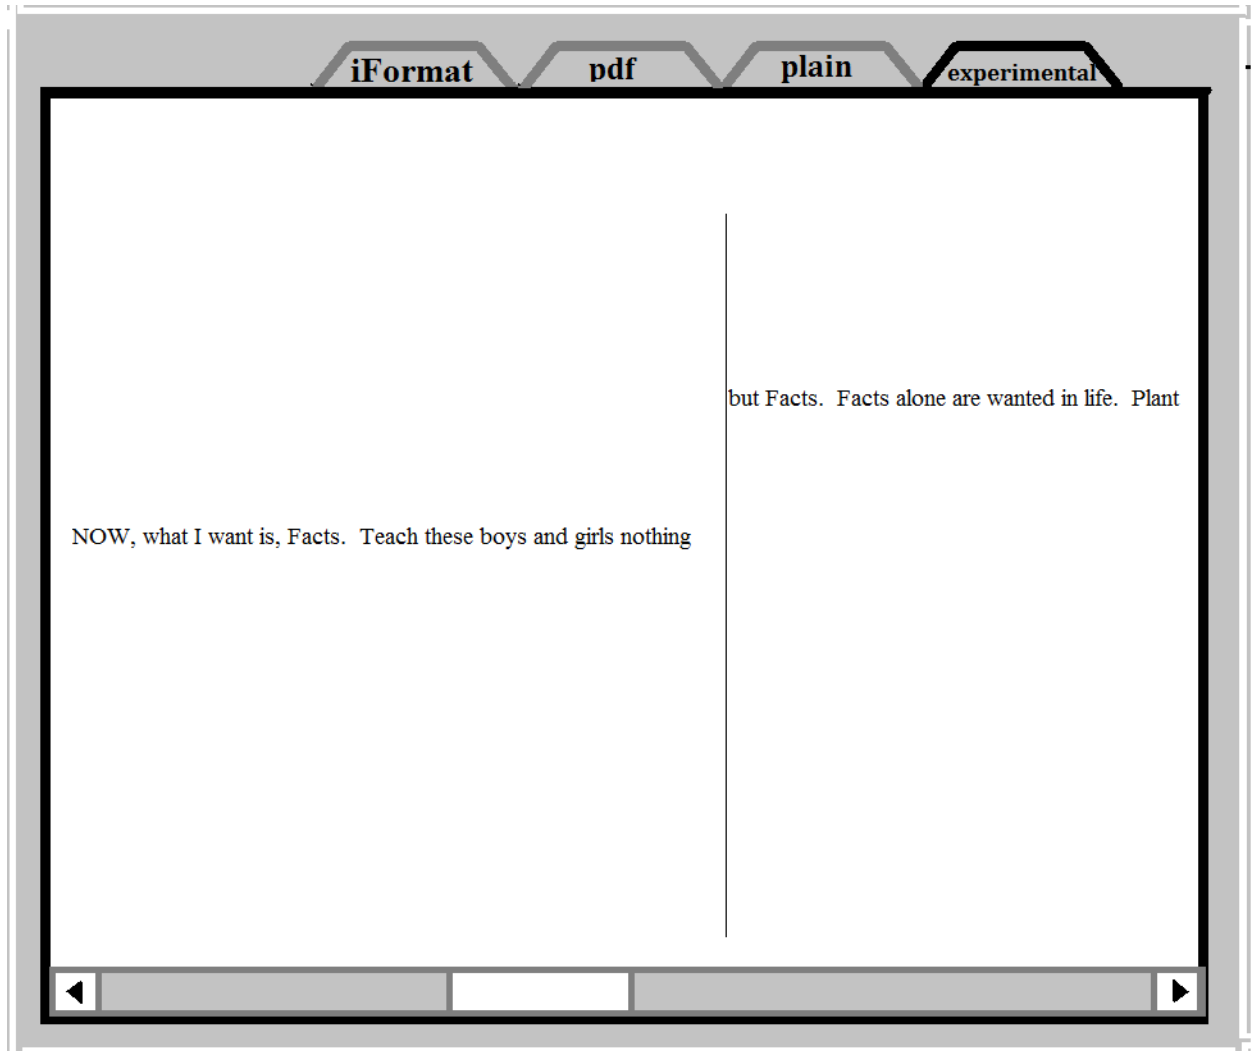 iFormat pdf plain experimental
NOW, what I want is, Facts.  Teach these boys and girls nothing
but Facts.  Facts alone are wanted in life.  Plant